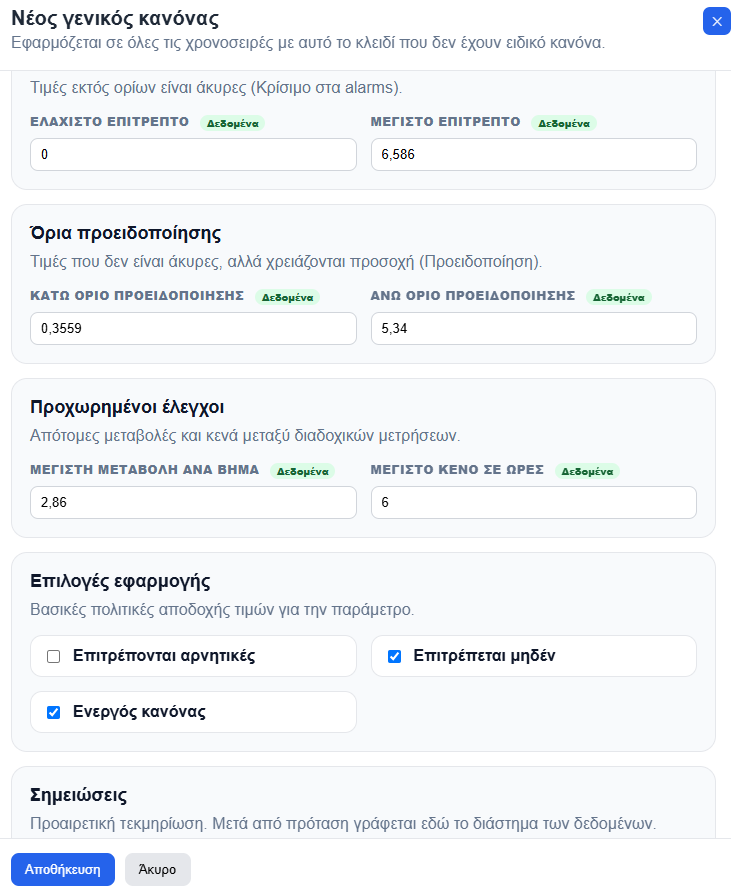 Νέος γενικός κανόνας
Εφαρμόζεται σε όλες τις χρονοσειρές με αυτό το κλειδί που δεν έχουν ειδικό κανόνα.
Τιμές εκτός ορίων είναι άκυρες (Κρίσιμο στα alarms).
ΕΛΑΧΙΣΤΟ ΕΠΙΤΡΕΠΤΟ Δεδομένα
0
ΜΕΓΙΣΤΟ ΕΠΙΤΡΕΠΤΟ Δεδομένα
6,586
Όρια προειδοποίησης
Τιμές που δεν είναι άκυρες, αλλά χρειάζονται προσοχή (Προειδοποίηση).
ΚΑΤΩ ΟΡΙΟ ΠΡΟΕΙΔΟΠΟΙΗΣΗΣ Δεδομένα
0,3559
ΑΝΩ ΟΡΙΟ ΠΡΟΕΙΔΟΠΟΙΗΣΗΣ Δεδομένα
5,34
Προχωρημένοι έλεγχοι
Απότομες μεταβολές και κενά μεταξύ διαδοχικών μετρήσεων.
ΜΕΓΙΣΤΗ ΜΕΤΑΒΟΛΗ ΑΝΑ ΒΗΜΑ Δεδομένα
2,86
ΜΕΓΙΣΤΟ ΚΕΝΟ ΣΕ ΩΡΕΣ Δεδομένα
6
Επιλογές εφαρμογής
Βασικές πολιτικές αποδοχής τιμών για την παράμετρο.
Επιτρέπονται αρνητικές
Επιτρέπεται μηδέν
Ενεργός κανόνας
Σημειώσεις
Προαιρετική τεκμηρίωση. Μετά από πρόταση γράφεται εδώ το διάστημα των δεδομένων.
Αποθήκευση
Άκυρο